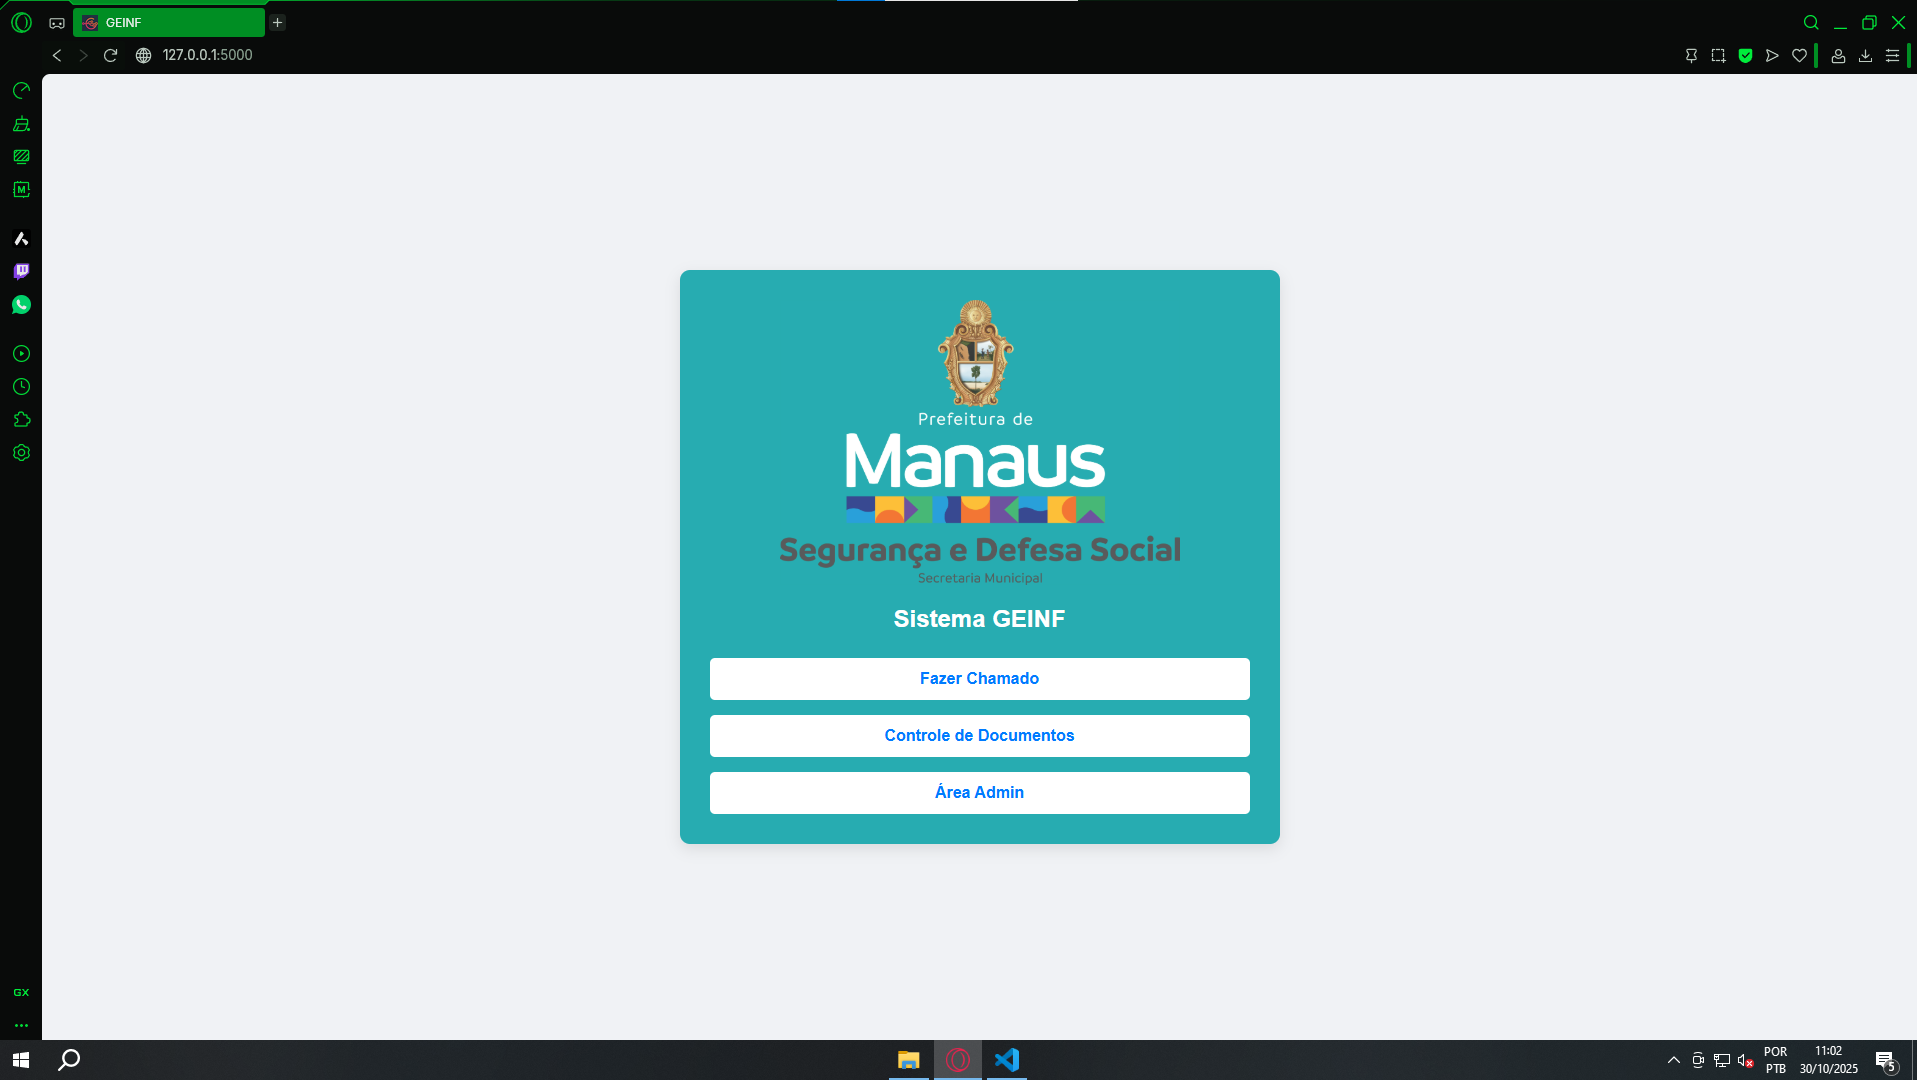 GEINF
127.0.0.1:5000
M
Prefeitura de
Manaus
Segurança e Defesa Social
Secretaria Municipal
Sistema GEINF
Fazer Chamado
Controle de Documentos
Área Admin
GX
POR
PTB
11:02
30/10/2025
5